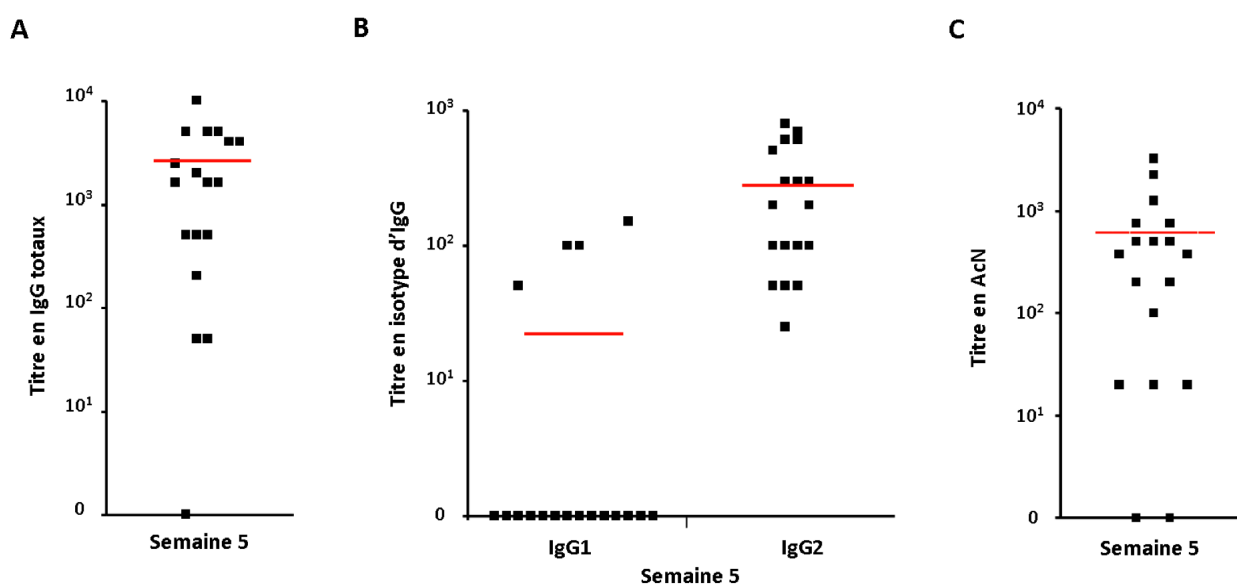 A
Titre en IgG totaux
10⁴
10³
10²
10¹
0
Semaine 5
B
Titre en isotype d'IgG
10³
10²
10¹
0
IgG1
IgG2
Semaine 5
C
Titre en AcN
10⁴
10³
10²
10¹
0
Semaine 5